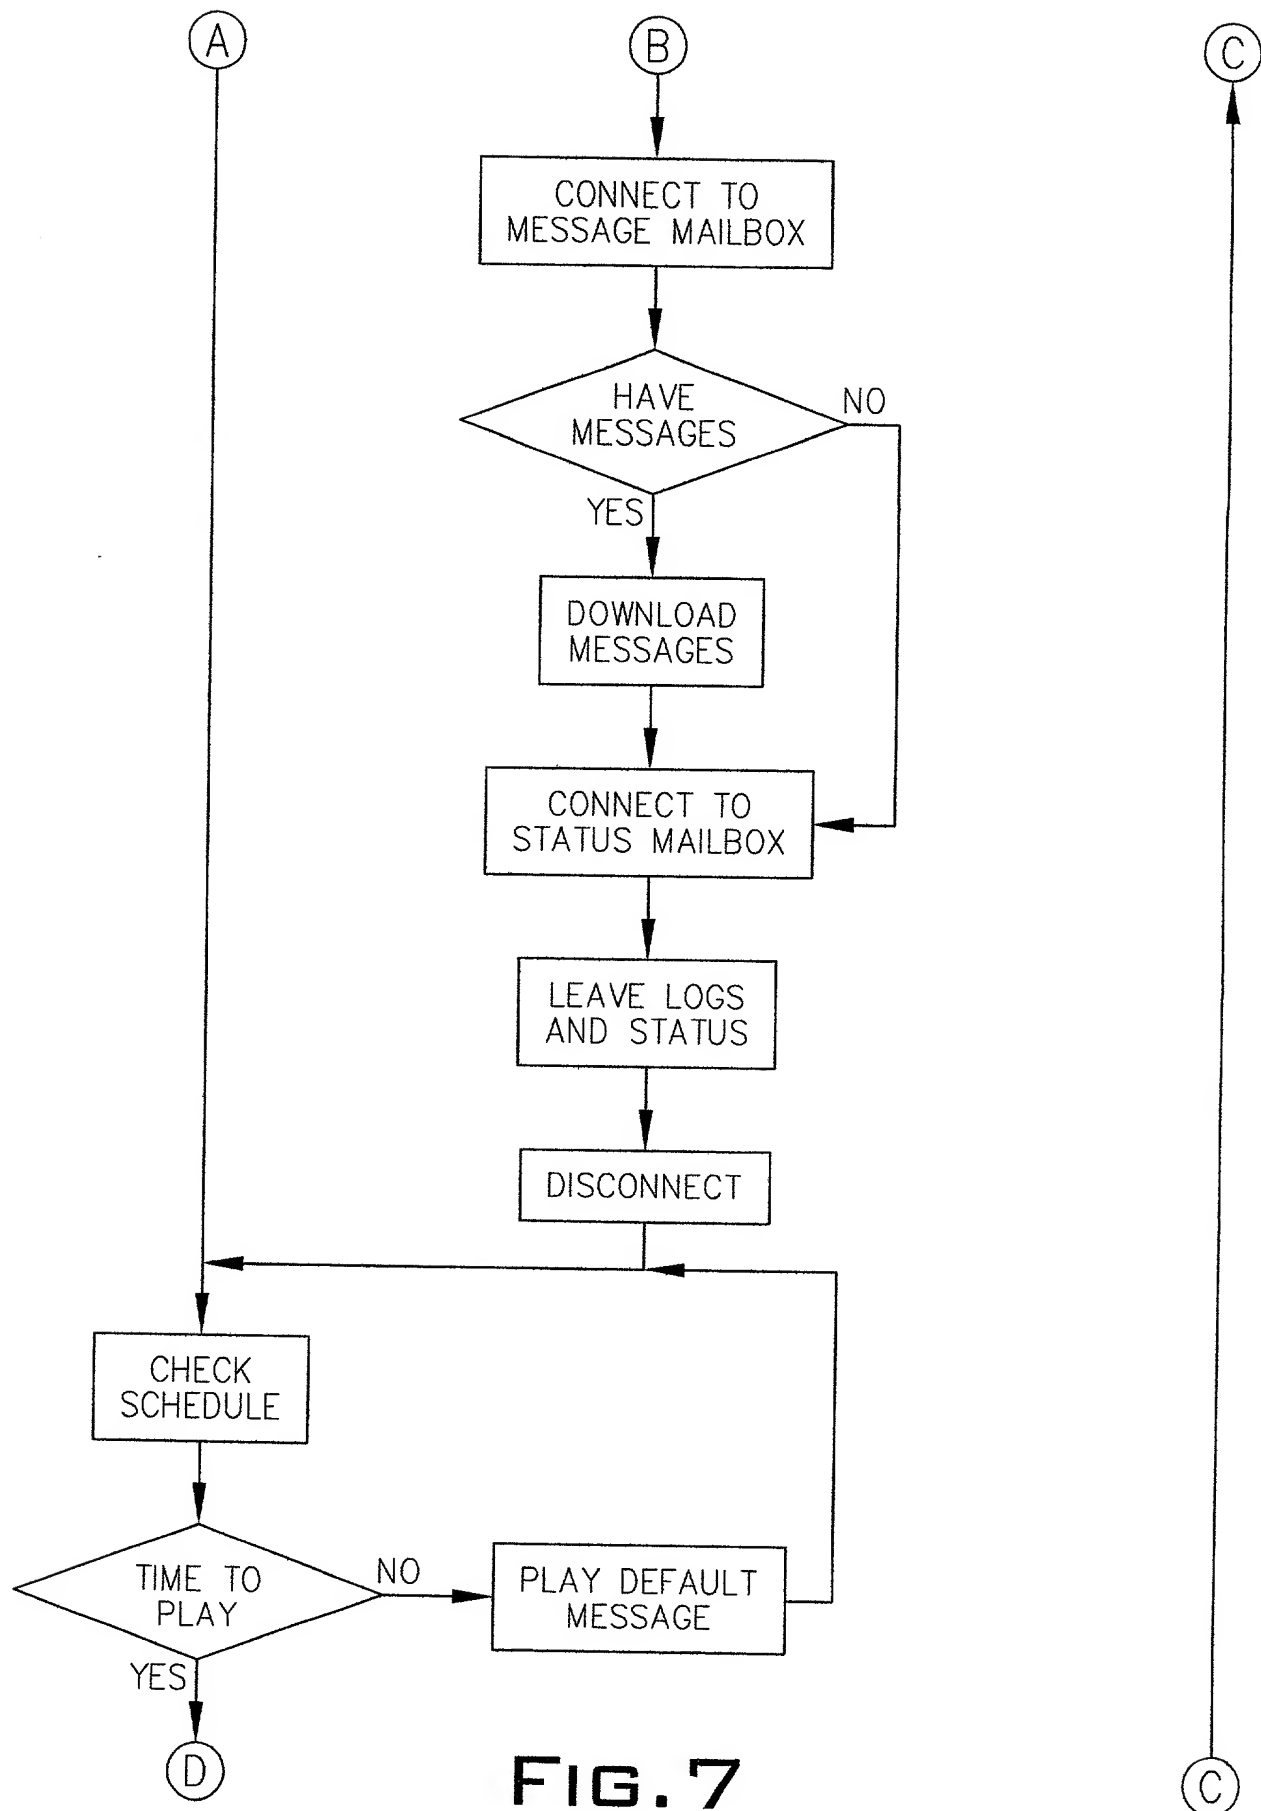 A
B
C
CONNECT TO
MESSAGE MAILBOX
HAVE
MESSAGES
NO
YES
DOWNLOAD
MESSAGES
CONNECT TO
STATUS MAILBOX
LEAVE LOGS
AND STATUS
DISCONNECT
CHECK
SCHEDULE
TIME TO
PLAY
NO
PLAY DEFAULT
MESSAGE
YES
D
FIG. 7
C